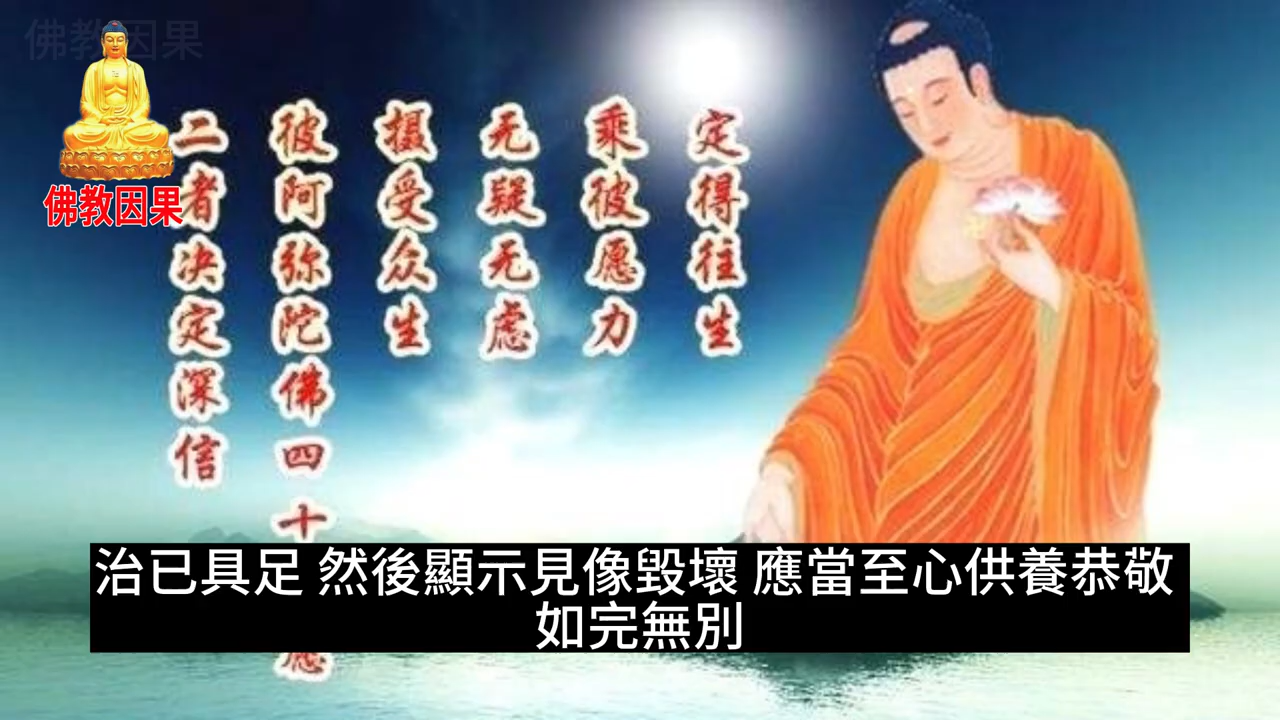 佛教因果
佛教因果
二者决定深信
彼阿弥陀佛四十
愿
摄受众生
无疑无虑
乘彼愿力
定得往生
治已具足 然後顯示見像毀壞 應當至心供養恭敬
如完無別